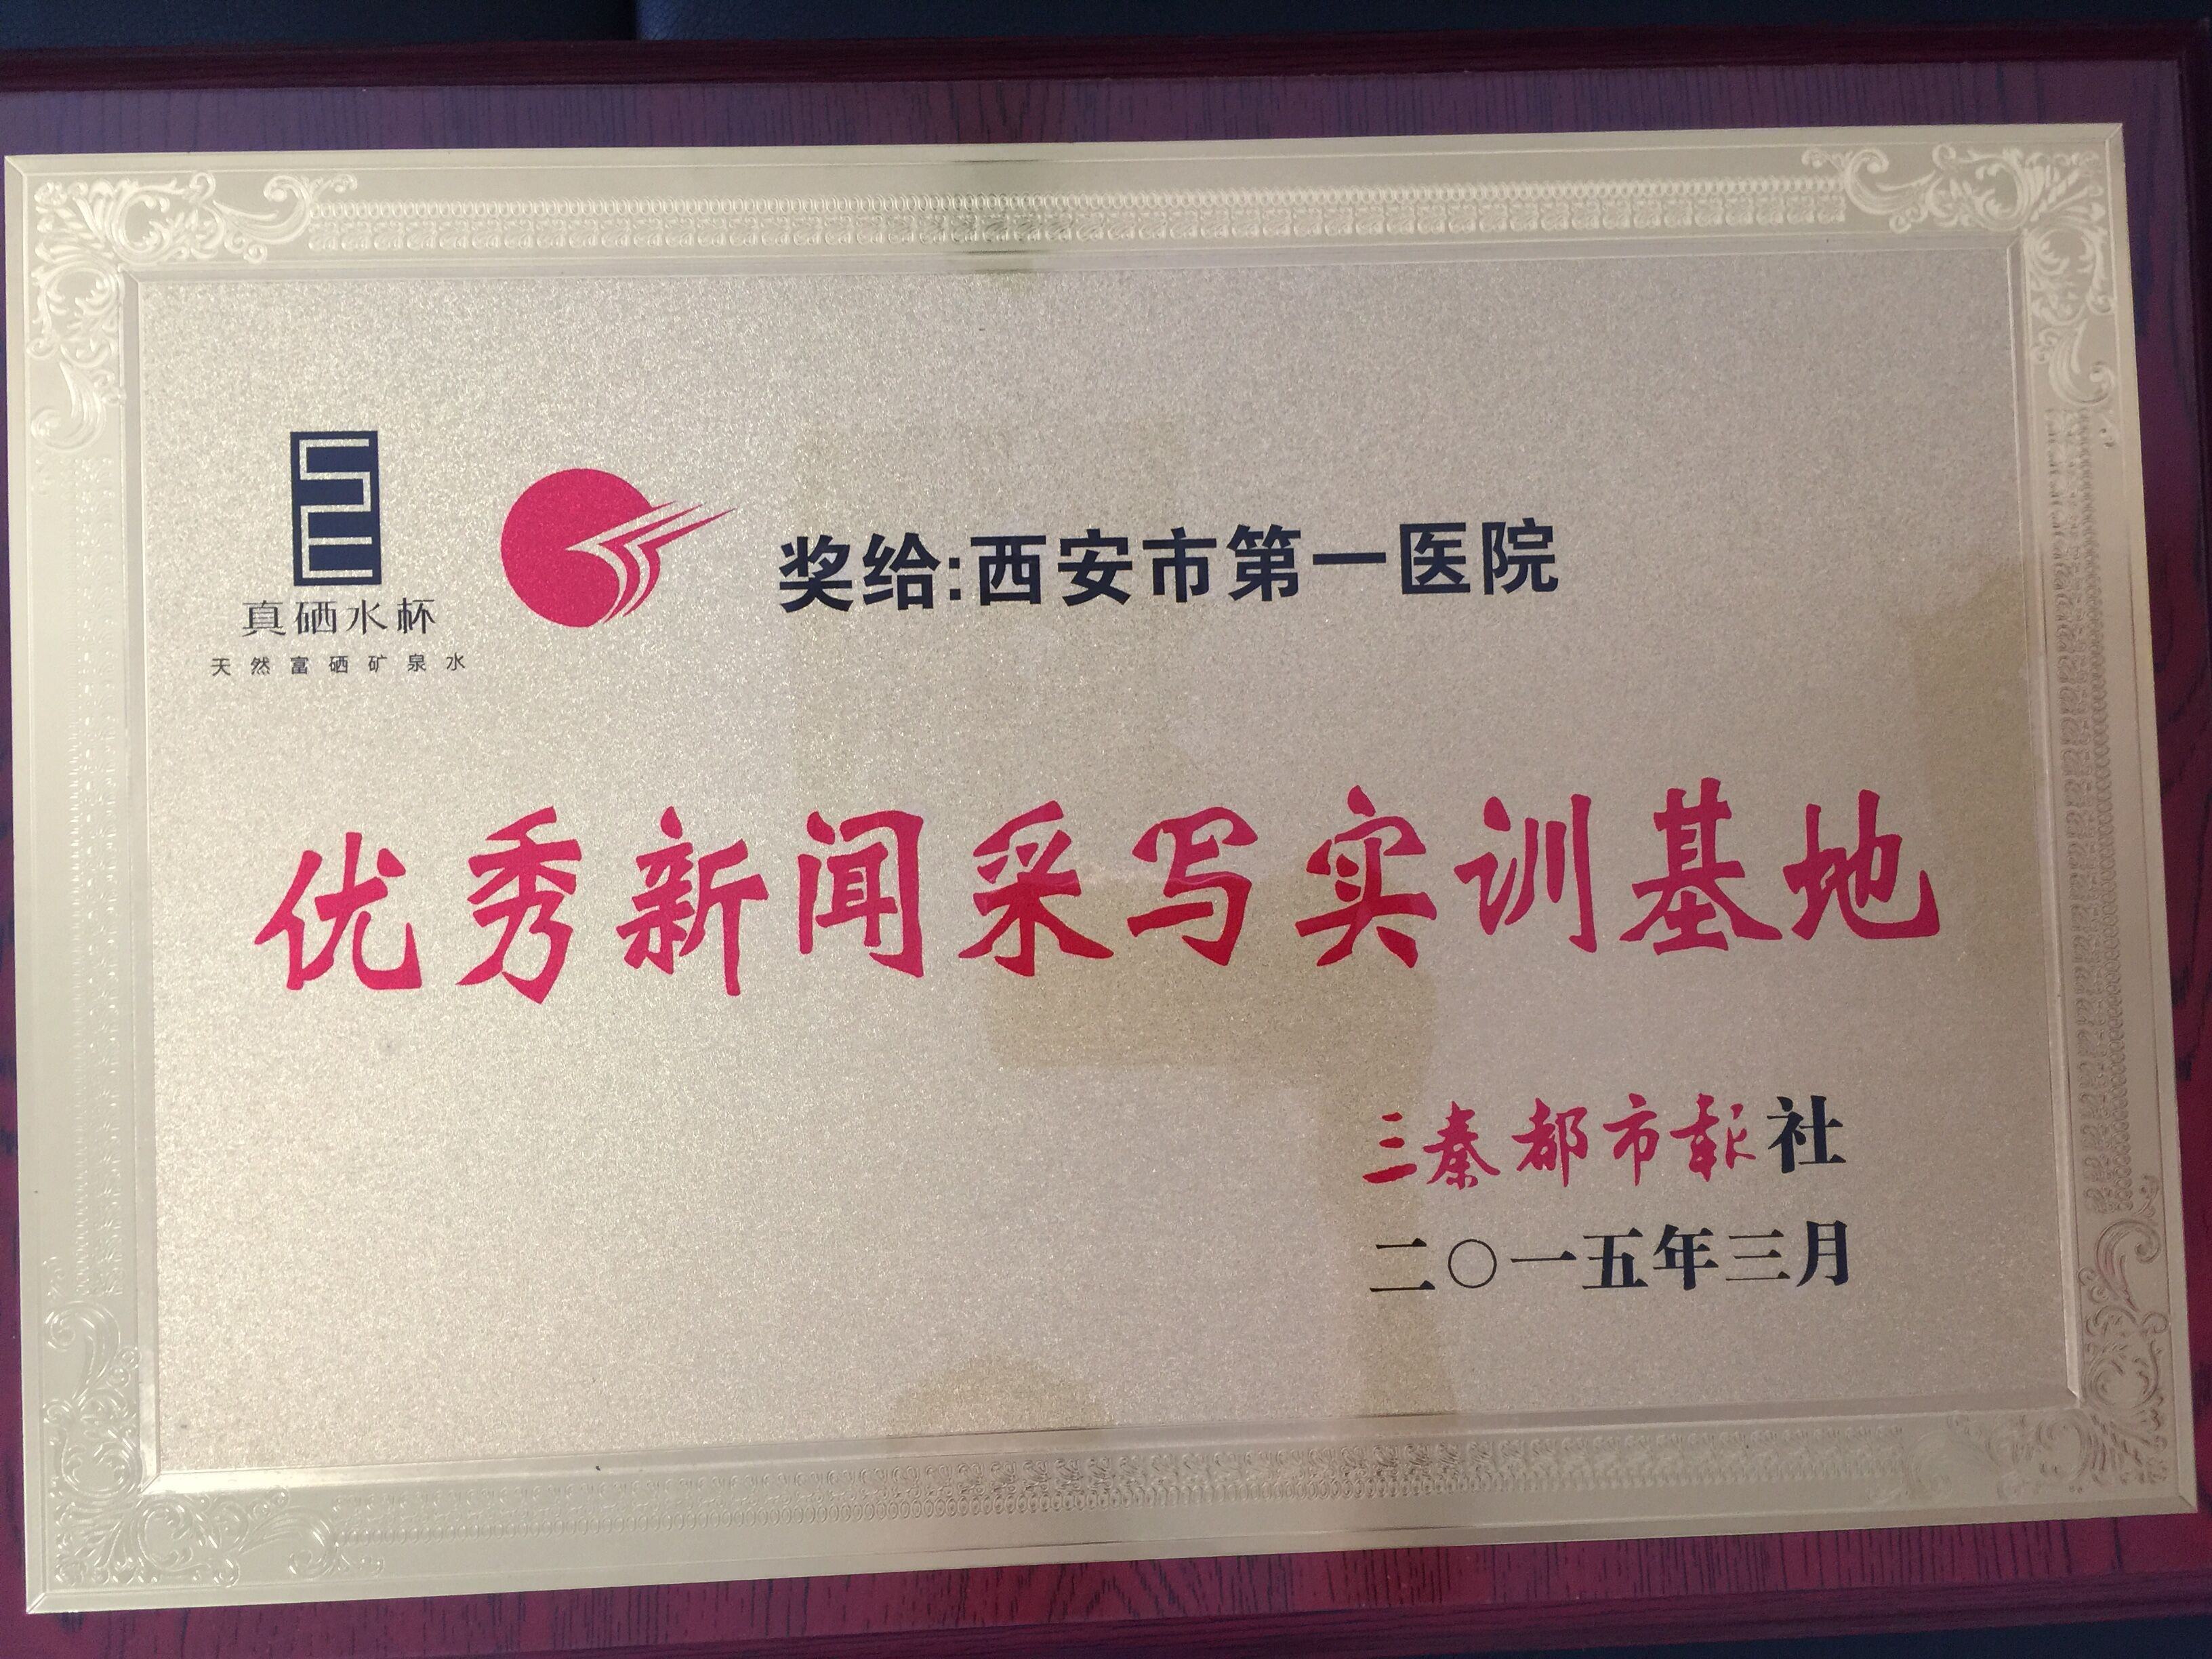 真硒水杯
天然富硒矿泉水
奖给:西安市第一医院
优秀新闻采写实训基地
三秦都市报社
二〇一五年三月